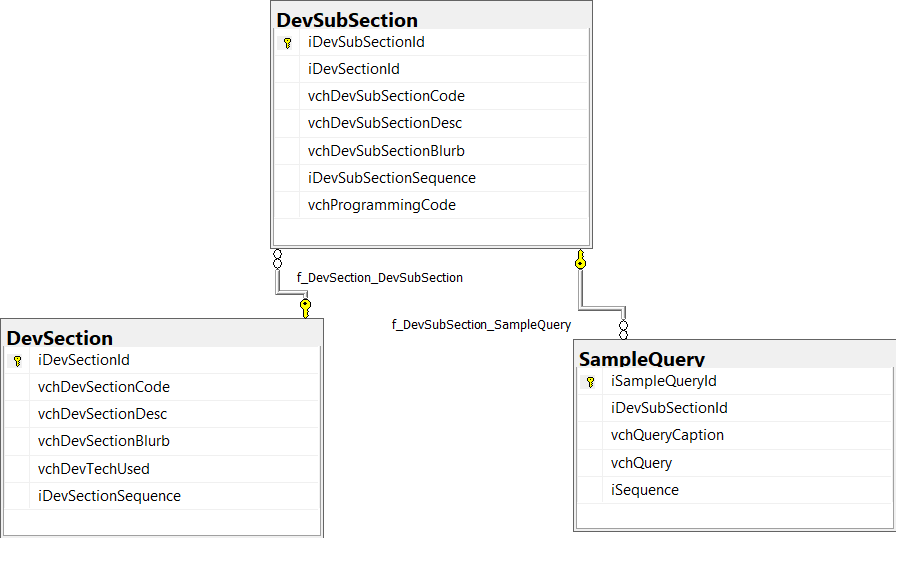 DevSubSection
iDevSubSectionId
iDevSectionId
vchDevSubSectionCode
vchDevSubSectionDesc
vchDevSubSectionBlurb
iDevSubSectionSequence
vchProgrammingCode
f_DevSection_DevSubSection
f_DevSubSection_SampleQuery
DevSection
iDevSectionId
vchDevSectionCode
vchDevSectionDesc
vchDevSectionBlurb
vchDevTechUsed
iDevSectionSequence
SampleQuery
iSampleQueryId
iDevSubSectionId
vchQueryCaption
vchQuery
iSequence